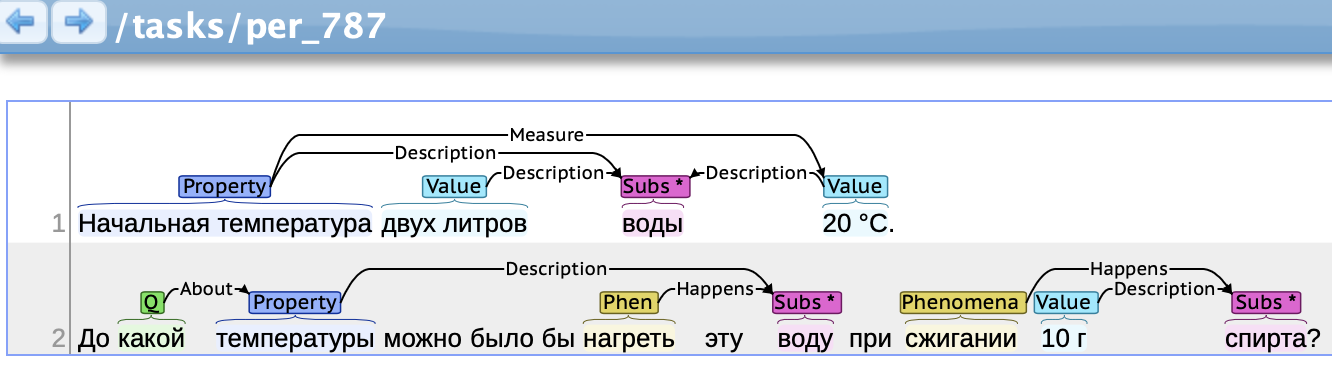 /tasks/per_787
Measure
Description
Property Value Description Subs * Description Value
1 Начальная температура двух литров воды 20 °C.
Description Happens
Q About Property Phen Happens Subs * Phenomena Value Description Subs *
2 До какой температуры можно было бы нагреть эту воду при сжигании 10 г спирта?